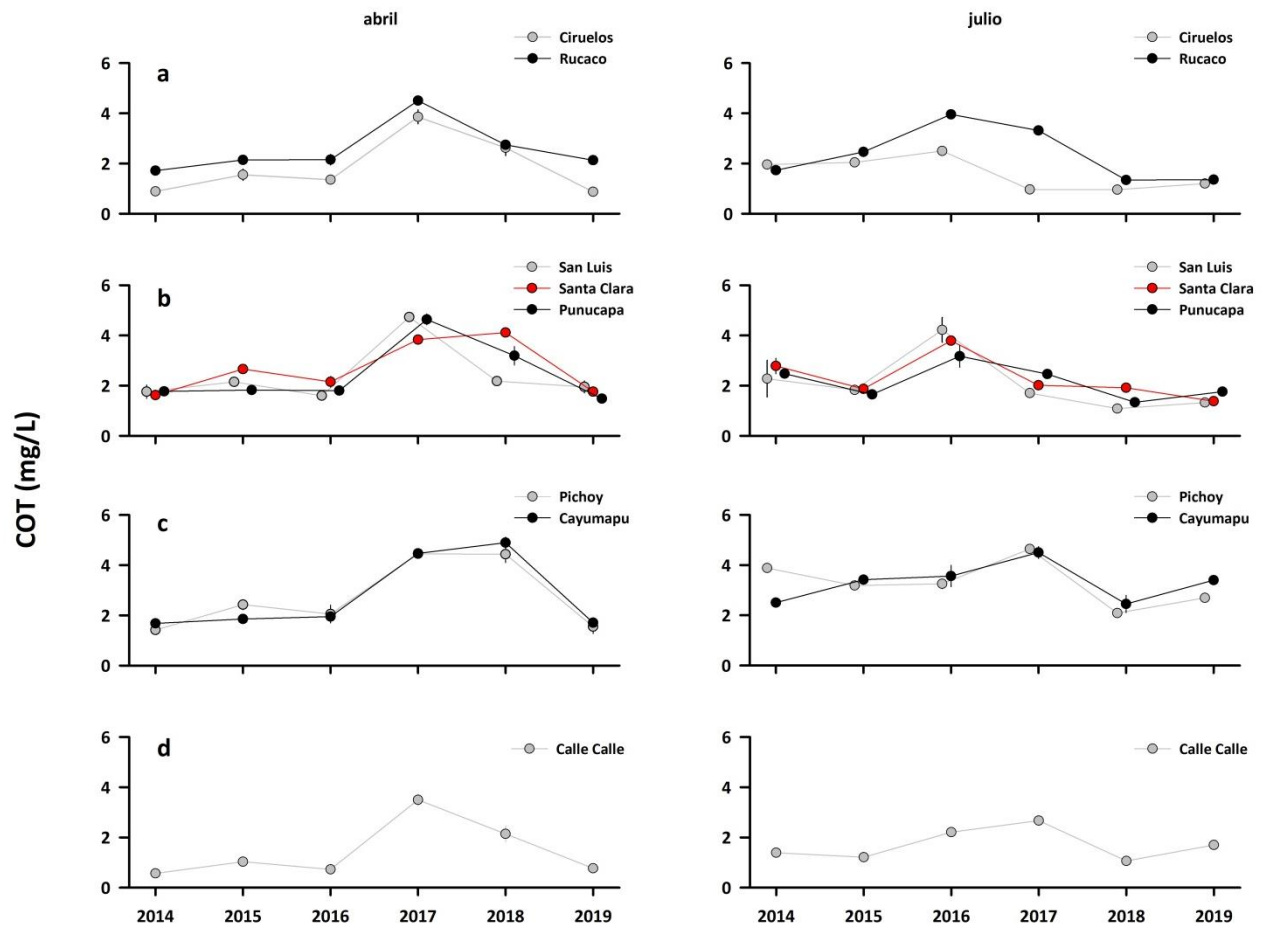 abril
julio
Ciruelos
Rucaco
Ciruelos
Rucaco
a
6
4
2
0
6
4
2
0
San Luis
Santa Clara
Punucapa
San Luis
Santa Clara
Punucapa
b
6
4
2
0
6
4
2
0
COT (mg/L)
Pichoy
Cayumapu
Pichoy
Cayumapu
c
6
4
2
0
6
4
2
0
d
Calle Calle
Calle Calle
6
4
2
0
6
4
2
0
2014 2015 2016 2017 2018 2019
2014 2015 2016 2017 2018 2019